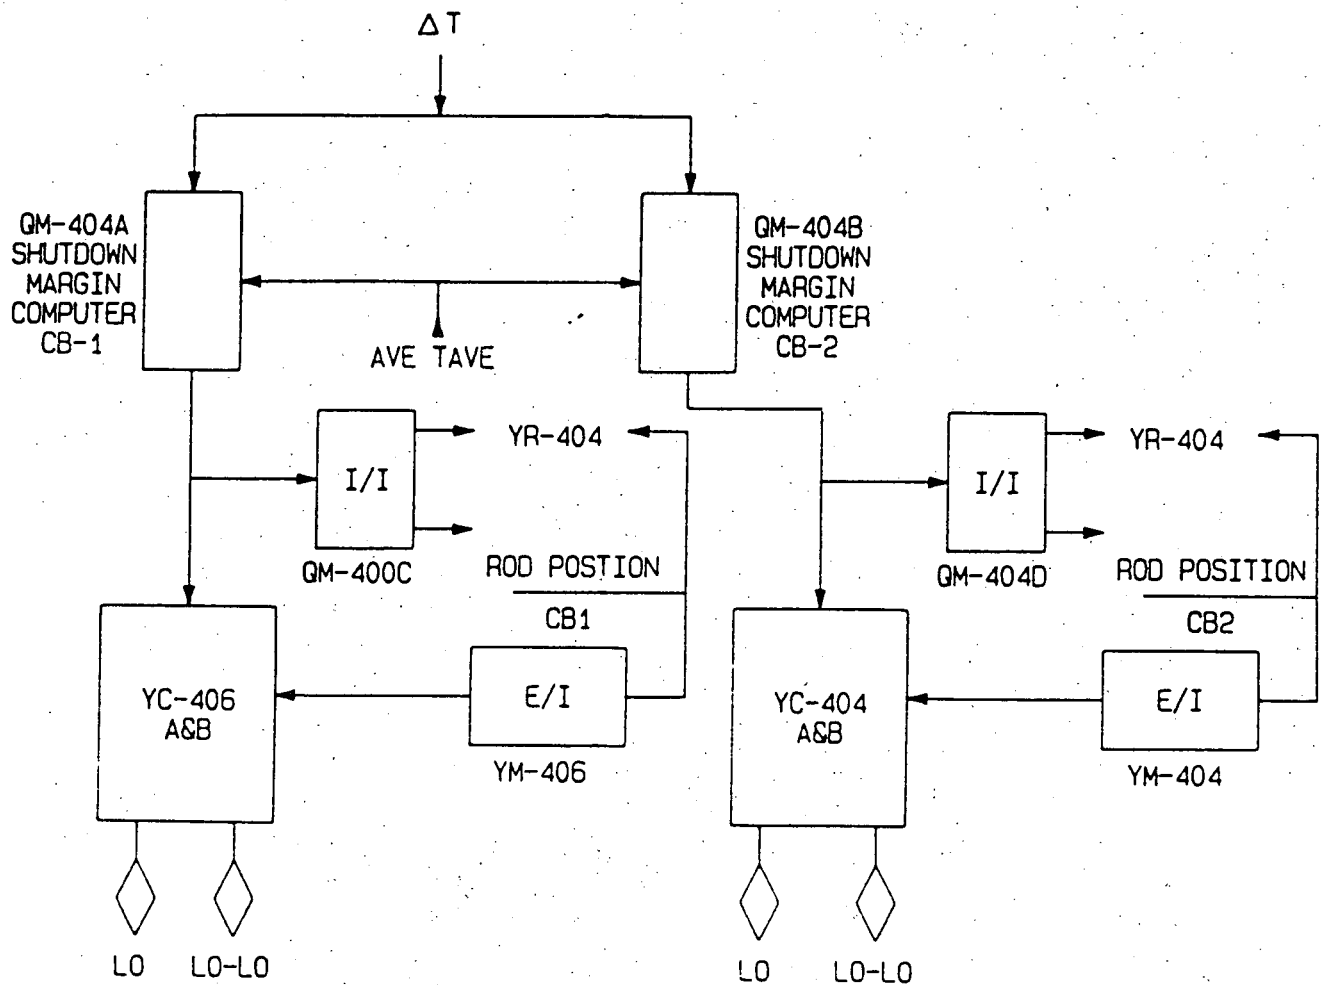 Δ T
QM-404A
SHUTDOWN
MARGIN
COMPUTER
CB-1
AVE TAVE
QM-404B
SHUTDOWN
MARGIN
COMPUTER
CB-2
I/I
YR-404
QM-400C
ROD POSTION
CB1
YC-406
A&B
E/I
YM-406
LO
LO-LO
I/I
YR-404
QM-404D
ROD POSITION
CB2
YC-404
A&B
E/I
YM-404
LO
LO-LO